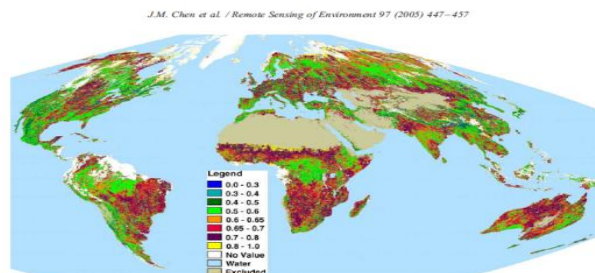 J.M. Chen et al. / Remote Sensing of Environment 97 (2005) 447–457
Legend
0.0 - 0.3
0.3 - 0.4
0.4 - 0.5
0.5 - 0.6
0.6 - 0.65
0.65 - 0.7
0.7 - 0.8
0.8 - 1.0
No Value
Water
Excluded